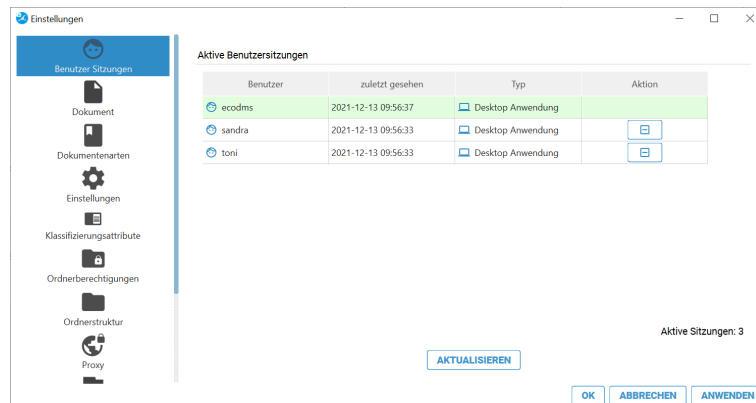 Einstellungen
Benutzer Sitzungen
Dokument
Dokumentenarten
Einstellungen
Klassifizierungsattribute
Ordnerberechtigungen
Ordnerstruktur
Proxy
Aktive Benutzersitzungen
Benutzer zuletzt gesehen Typ Aktion
ecodms 2021-12-13 09:56:37 Desktop Anwendung
sandra 2021-12-13 09:56:33 Desktop Anwendung
toni 2021-12-13 09:56:33 Desktop Anwendung
Aktive Sitzungen: 3
AKTUALISIEREN
OK ABBRECHEN ANWENDEN